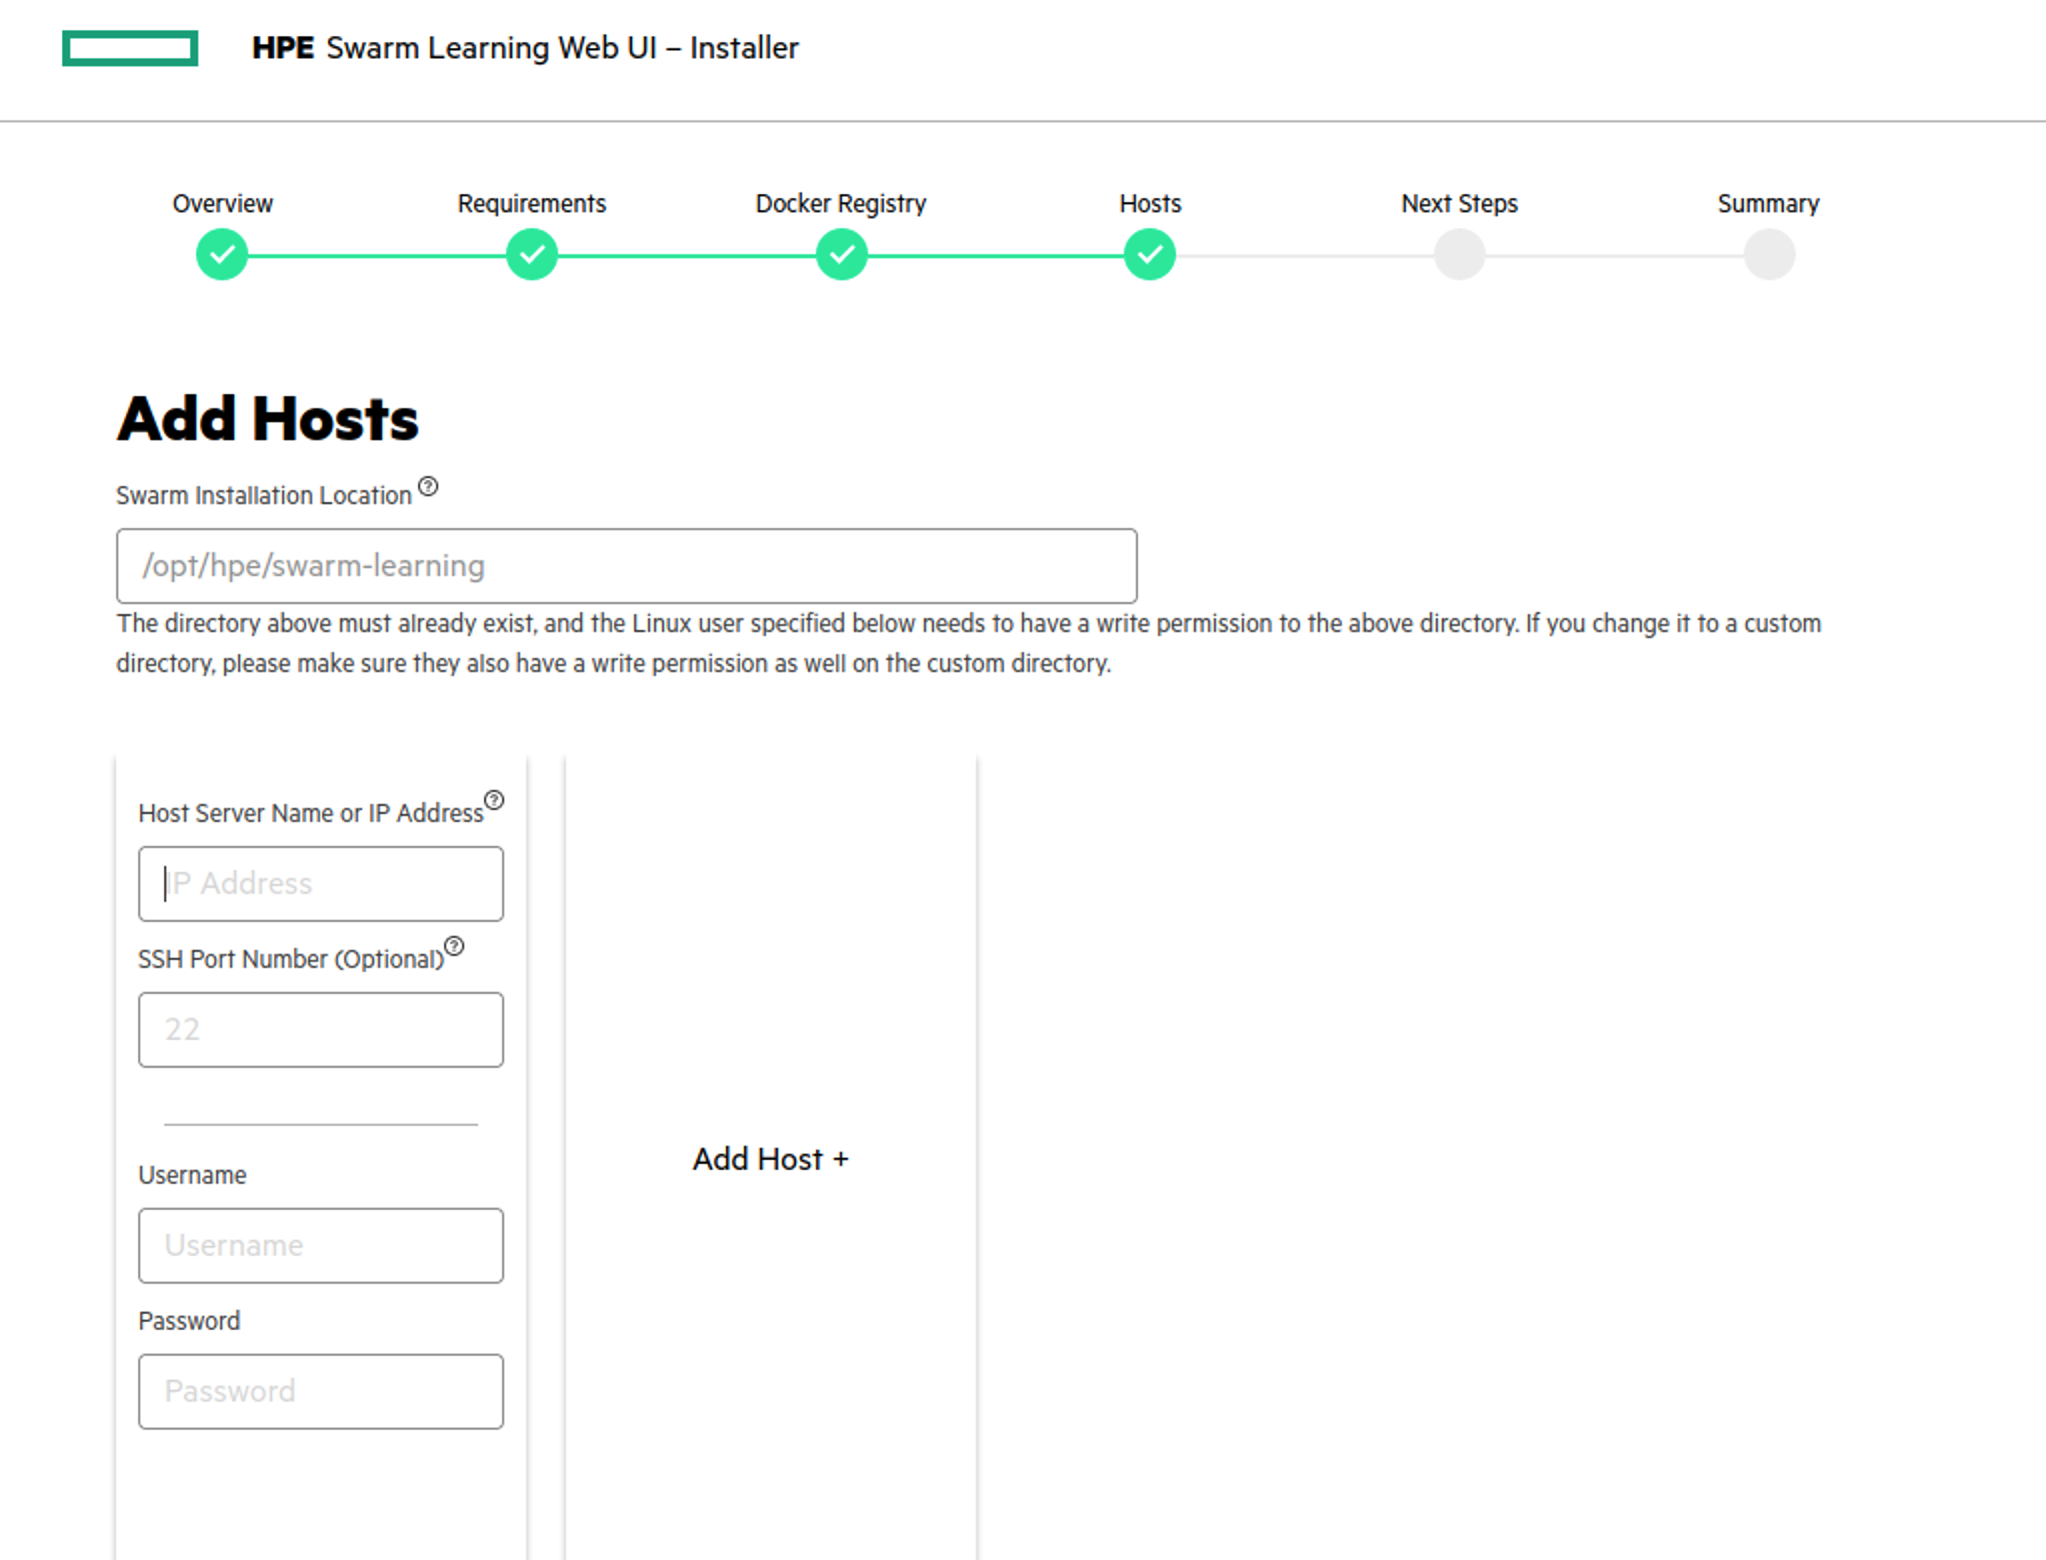 HPE Swarm Learning Web UI – Installer
Overview
Requirements
Docker Registry
Hosts
Next Steps
Summary
Add Hosts
Swarm Installation Location ?
/opt/hpe/swarm-learning
The directory above must already exist, and the Linux user specified below needs to have a write permission to the above directory. If you change it to a custom
directory, please make sure they also have a write permission as well on the custom directory.
Host Server Name or IP Address ?
IP Address
SSH Port Number (Optional) ?
22
Username
Username
Password
Password
Add Host +